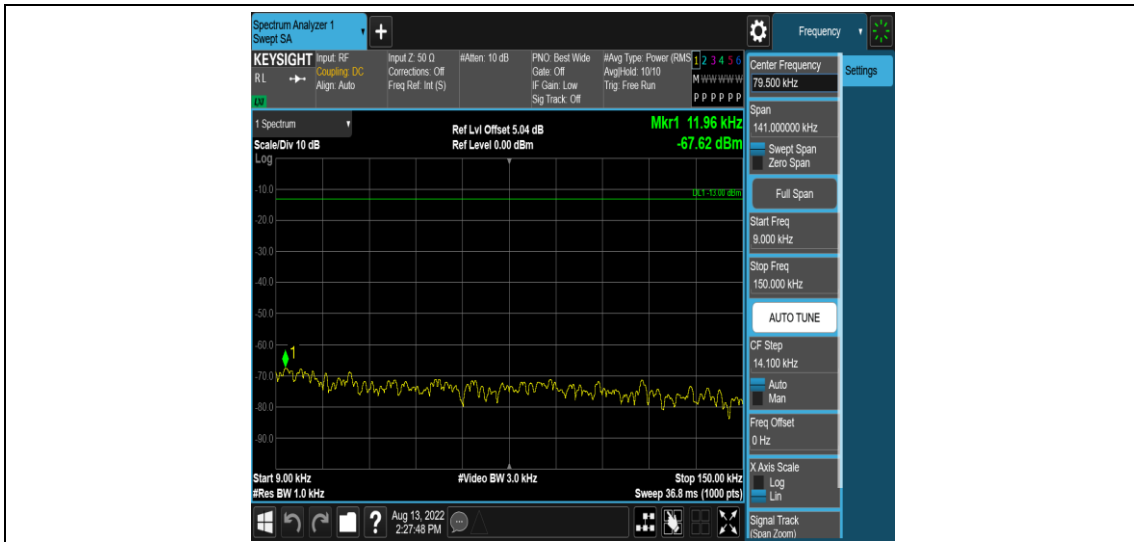 Spectrum Analyzer 1
Swept SA
+
Frequency
KEYSIGHT
RL
LM
Input: RF
Coupling: DC
Align: Auto
Input Z: 50 Ω
Corrections: Off
Freq Ref: Int (S)
#Atten: 10 dB
PNO: Best Wide
Gate: Off
IF Gain: Low
Sig Track: Off
#Avg Type: Power (RMS
Avg|Hold: 10/10
Trig: Free Run
1 2 3 4 5 6
M W W W W W
P P P P P P
Center Frequency
79.500 kHz
Settings
1 Spectrum
Scale/Div 10 dB
Log
Ref Lvl Offset 5.04 dB
Ref Level 0.00 dBm
Mkr1 11.96 kHz
-67.62 dBm
Span
141.000000 kHz
Swept Span
Zero Span
Full Span
DL1 -13.00 dBm
-10.0
-20.0
-30.0
-40.0
-50.0
-60.0
-70.0
-80.0
-90.0
1
Start Freq
9.000 kHz
Stop Freq
150.000 kHz
AUTO TUNE
CF Step
14.100 kHz
Auto
Man
Freq Offset
0 Hz
X Axis Scale
Log
Lin
Signal Track
(Span Zoom)
Start 9.00 kHz
#Res BW 1.0 kHz
#Video BW 3.0 kHz
Stop 150.00 kHz
Sweep 36.8 ms (1000 pts)
?
Aug 13, 2022
2:27:48 PM